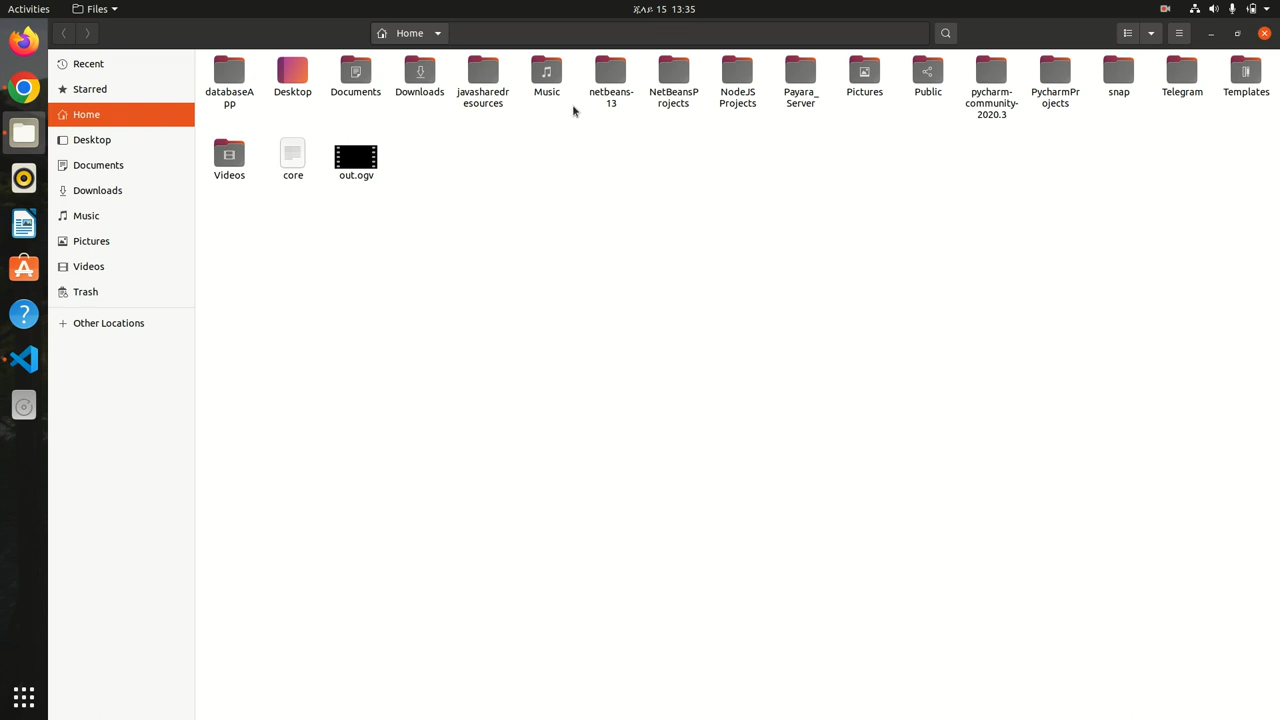 Activities Files ጁላይ 15 13:35
Home
Recent
Starred
Home
Desktop
Documents
Downloads
Music
Pictures
Videos
Trash
Other Locations
databaseA
pp
Desktop
Documents
Downloads
javasharedr
esources
Music
netbeans-
13
NetBeansP
rojects
NodeJS
Projects
Payara_
Server
Pictures
Public
pycharm-
community-
2020.3
PycharmPr
ojects
snap
Telegram
Templates
Videos
core
out.ogv